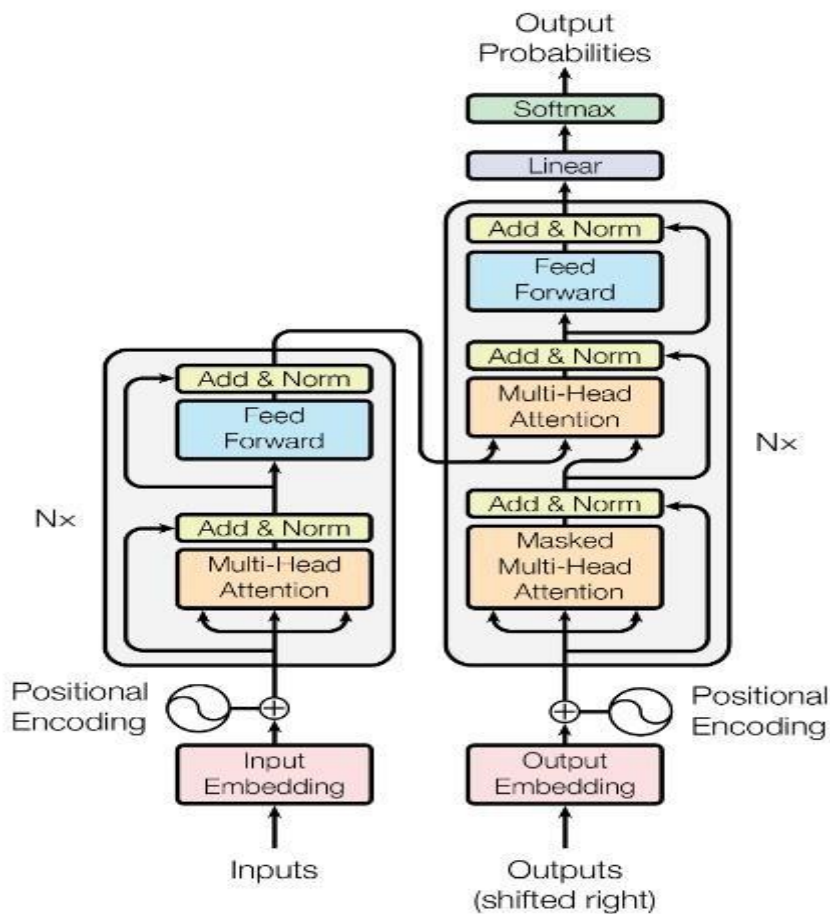 Output
Probabilities
Softmax
Linear
Add & Norm
Feed
Forward
Add & Norm
Multi-Head
Attention
Add & Norm
Masked
Multi-Head
Attention
Nx
Add & Norm
Feed
Forward
Add & Norm
Multi-Head
Attention
Nx
Positional
Encoding
Positional
Encoding
Input
Embedding
Output
Embedding
Inputs
Outputs
(shifted right)